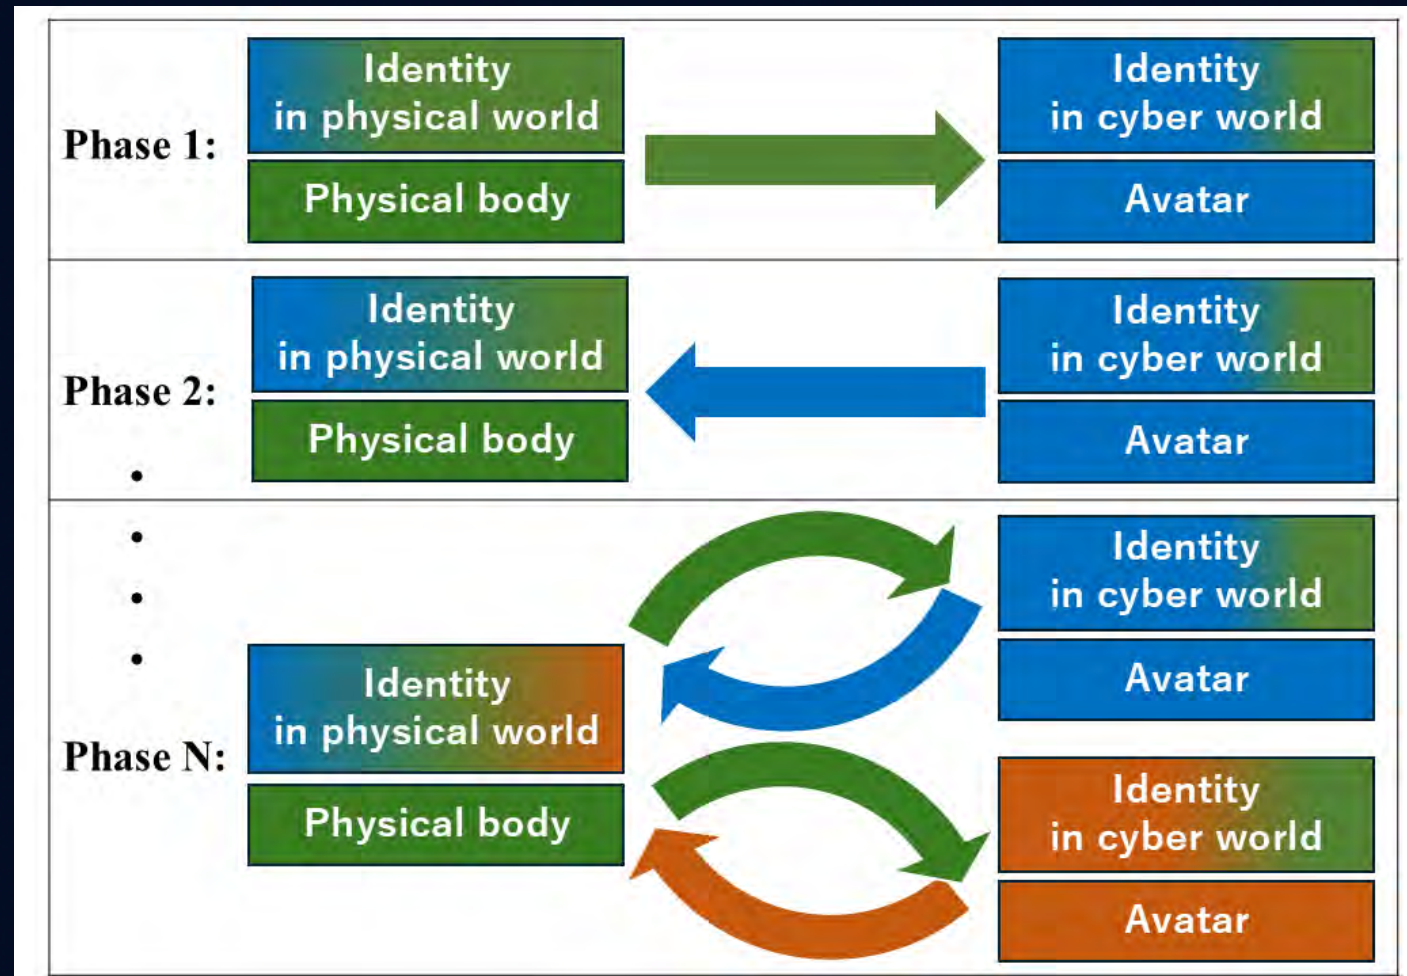 Phase 1:
Identity
in physical world
Physical body
Identity
in cyber world
Avatar
Phase 2:
Identity
in physical world
Physical body
Identity
in cyber world
Avatar
Phase N:
Identity
in physical world
Physical body
Identity
in cyber world
Avatar
Identity
in cyber world
Avatar